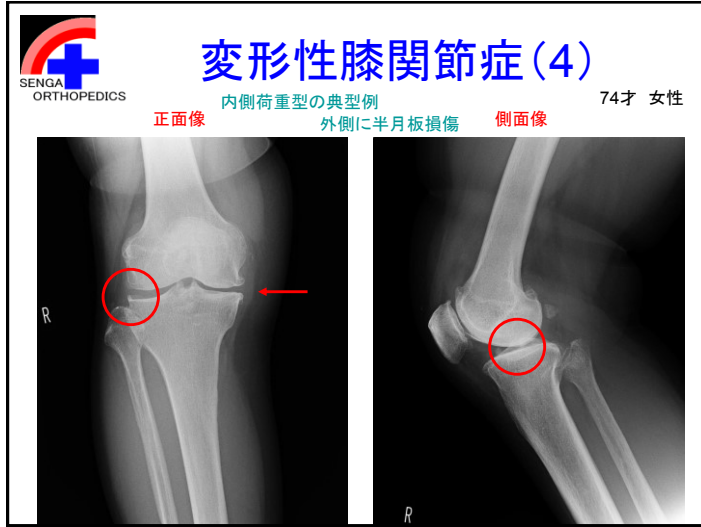 SENGA
ORTHOPEDICS
変形性膝関節症(4)
74才 女性
内側荷重型の典型例
正面像
外側に半月板損傷
側面像
R
R